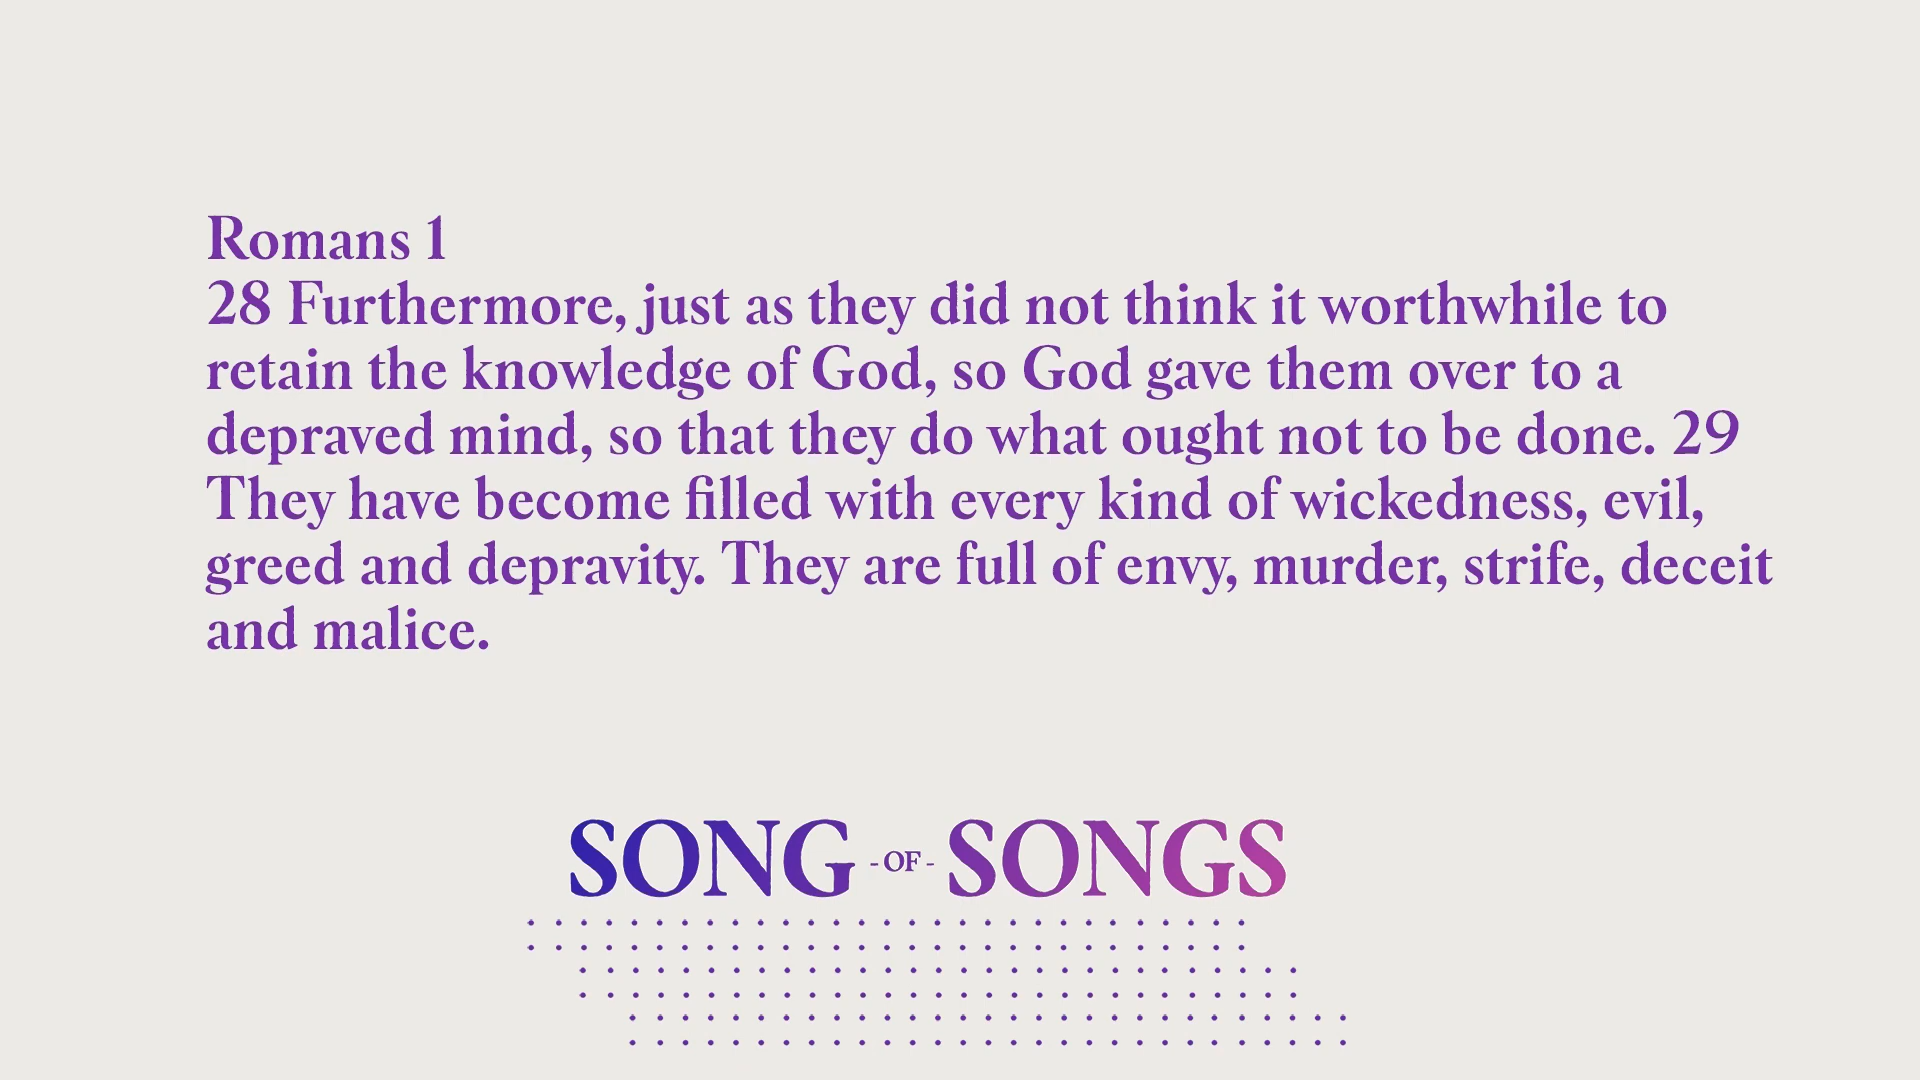 Romans 1
28 Furthermore, just as they did not think it worthwhile to
retain the knowledge of God, so God gave them over to a
depraved mind, so that they do what ought not to be done. 29
They have become filled with every kind of wickedness, evil,
greed and depravity. They are full of envy, murder, strife, deceit
and malice.
SONG -OF- SONGS